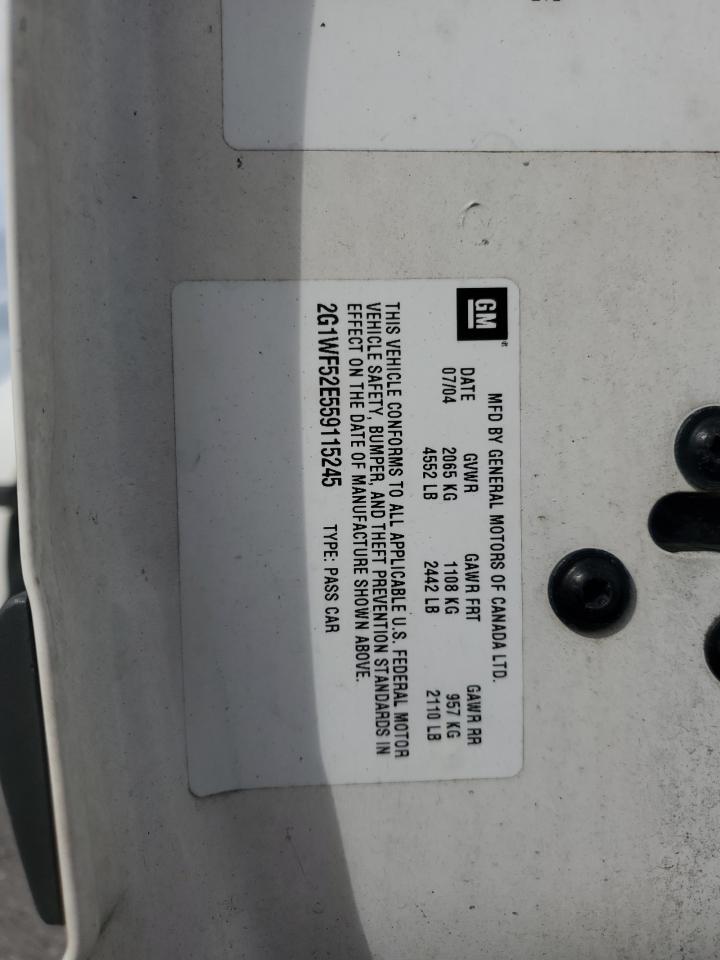 GM
MFD BY GENERAL MOTORS OF CANADA LTD.
DATE GVWR GAWR FRT GAWR RR
07/04 2065 KG 1108 KG 957 KG
4552 LB 2442 LB 2110 LB
THIS VEHICLE CONFORMS TO ALL APPLICABLE U.S. FEDERAL MOTOR
VEHICLE SAFETY, BUMPER, AND THEFT PREVENTION STANDARDS IN
EFFECT ON THE DATE OF MANUFACTURE SHOWN ABOVE.
2G1WF52E559115245 TYPE: PASS CAR